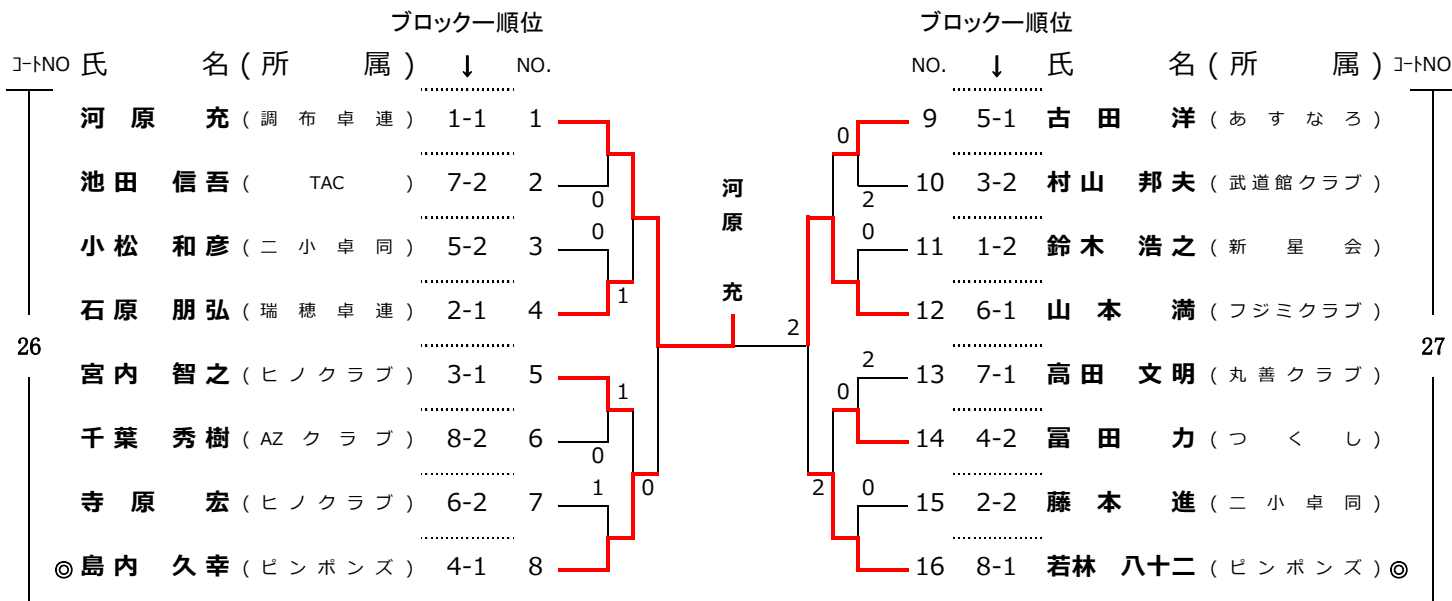 ブロックー順位 ブロックー順位
ｺｰﾄNO 氏 名 ( 所 属 ) ↓ NO. NO. ↓ 氏 名 ( 所 属 ) ｺｰﾄNO
河原 充 ( 調布卓連 ) 1-1 1 9 5-1 古田 洋 ( あすなろ )
0
池田 信吾 ( TAC ) 7-2 2 10 3-2 村山 邦夫 ( 武道館クラブ )
0 河原 充 2
小松 和彦 ( 二小卓同 ) 5-2 3 0 0 11 1-2 鈴木 浩之 ( 新星会 )
1
石原 朋弘 ( 瑞穂卓連 ) 2-1 4 12 6-1 山本 満 ( フジミクラブ )
26 2 27
宮内 智之 ( ヒノクラブ ) 3-1 5 2 13 7-1 高田 文明 ( 丸善クラブ )
1 0
千葉 秀樹 ( AZクラブ ) 8-2 6 14 4-2 冨田 力 ( つくし )
0
寺原 宏 ( ヒノクラブ ) 6-2 7 1 0 2 0 15 2-2 藤本 進 ( 二小卓同 )
◎ 島内 久幸 ( ピンポンズ ) 4-1 8 16 8-1 若林 八十二 ( ピンポンズ ) ◎